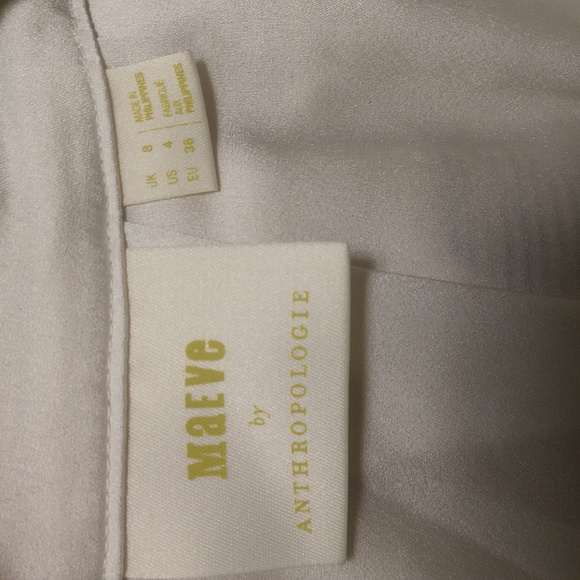 UK 8
US 4
EU 36
MADE IN
PHILIPPINES
FABRIQUÉ
AUX
PHILIPPINES
MAEVE
by
ANTHROPOLOGIE